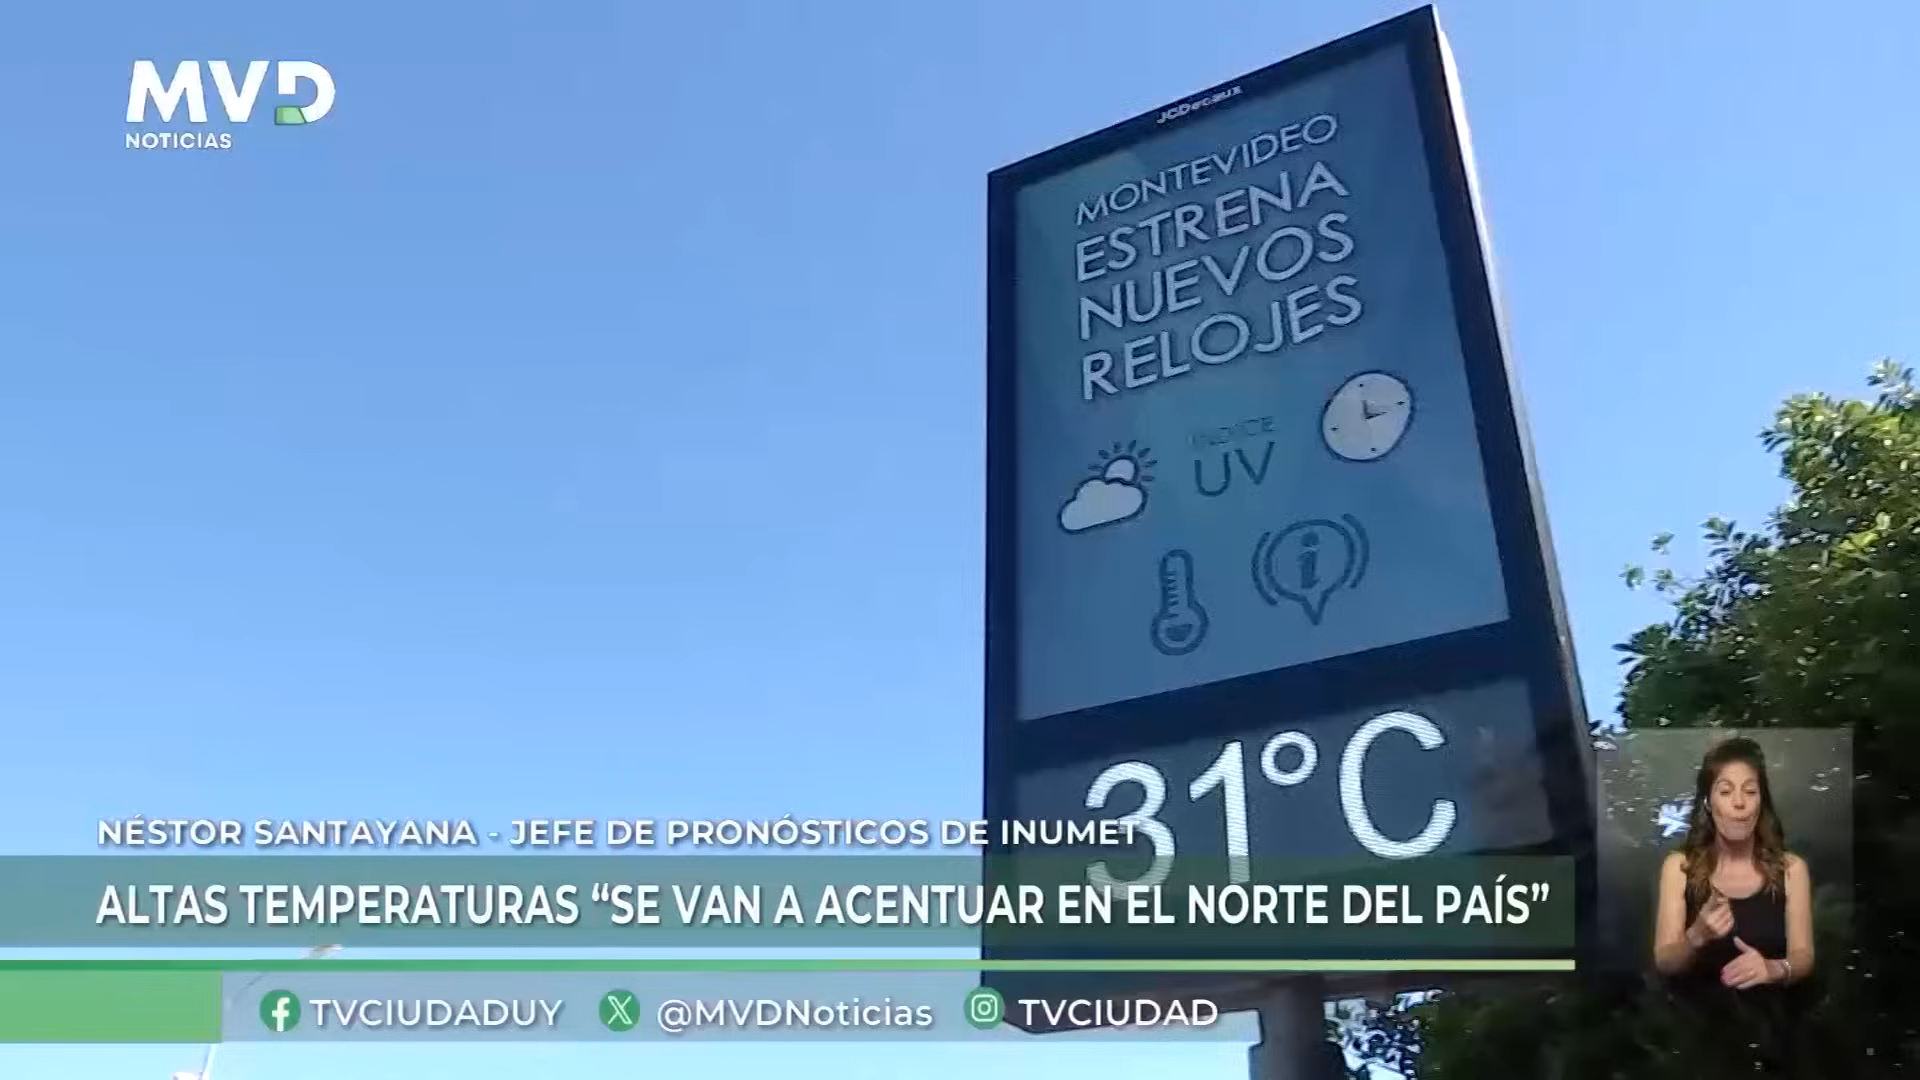 MVD
NOTICIAS
JCDecaux
MONTEVIDEO
ESTRENA
NUEVOS
RELOJES
ÍNDICE
UV
i
31°C
NÉSTOR SANTAYANA - JEFE DE PRONÓSTICOS DE INUMET
ALTAS TEMPERATURAS “SE VAN A ACENTUAR EN EL NORTE DEL PAÍS”
TVCIUDADUY @MVDNoticias TVCIUDAD